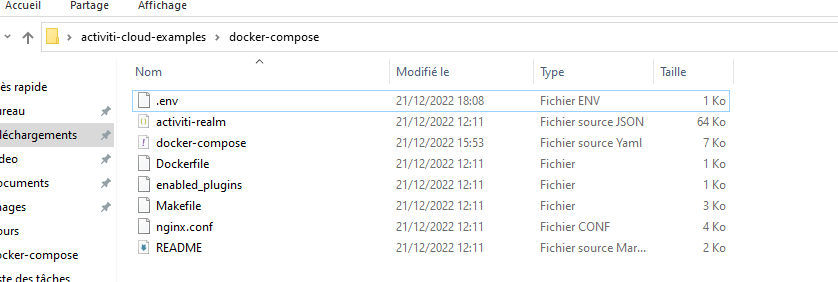 Accueil Partage Affichage
activiti-cloud-examples > docker-compose
Nom Modifié le Type Taille
ès rapide
reau
léchargements
deo
ocuments
ages
ours
cker-compose
ste des tâches
.env 21/12/2022 18:08 Fichier ENV 1 Ko
activiti-realm 21/12/2022 12:11 Fichier source JSON 64 Ko
docker-compose 21/12/2022 15:53 Fichier source Yaml 7 Ko
Dockerfile 21/12/2022 12:11 Fichier 1 Ko
enabled_plugins 21/12/2022 12:11 Fichier 1 Ko
Makefile 21/12/2022 12:11 Fichier 3 Ko
nginx.conf 21/12/2022 12:11 Fichier CONF 4 Ko
README 21/12/2022 12:11 Fichier source Mar... 2 Ko